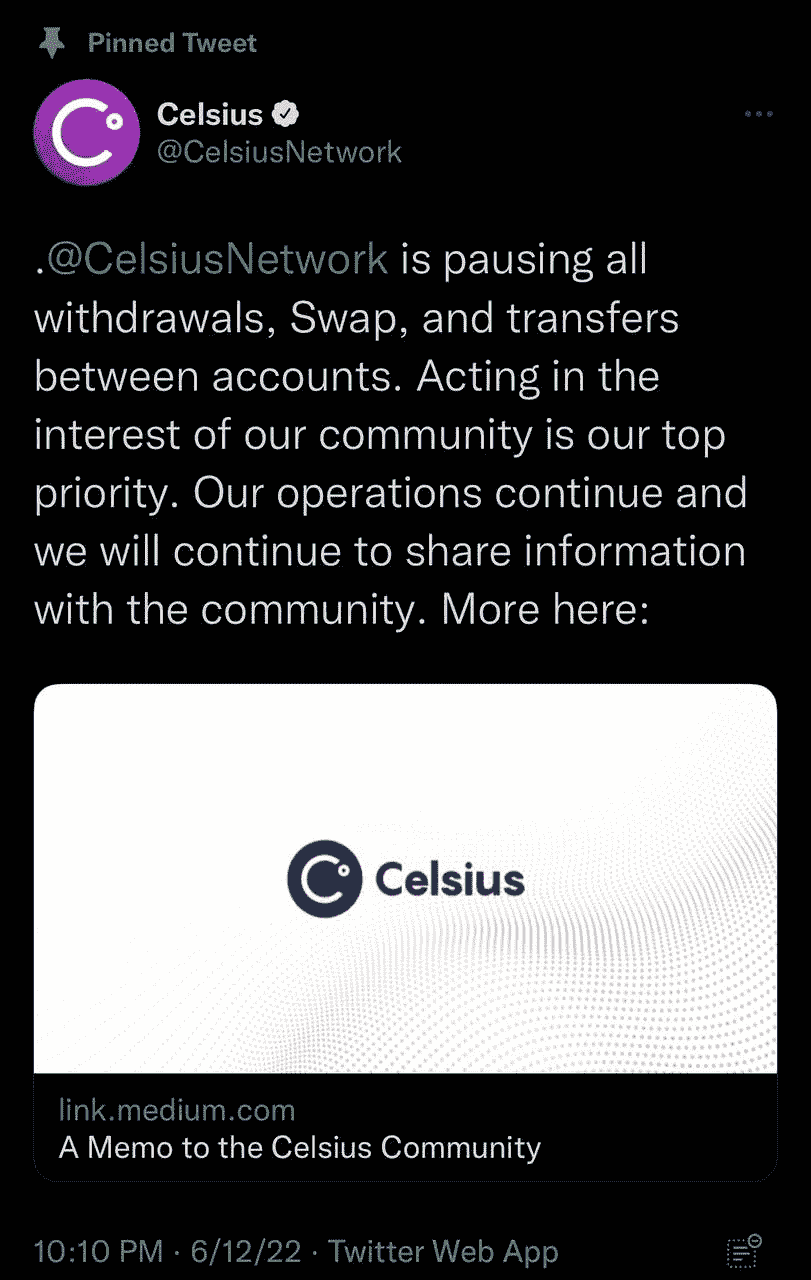 Pinned Tweet
Celsius
@CelsiusNetwork
.@CelsiusNetwork is pausing all
withdrawals, Swap, and transfers
between accounts. Acting in the
interest of our community is our top
priority. Our operations continue and
we will continue to share information
with the community. More here:
Celsius
link.medium.com
A Memo to the Celsius Community
10:10 PM · 6/12/22 · Twitter Web App